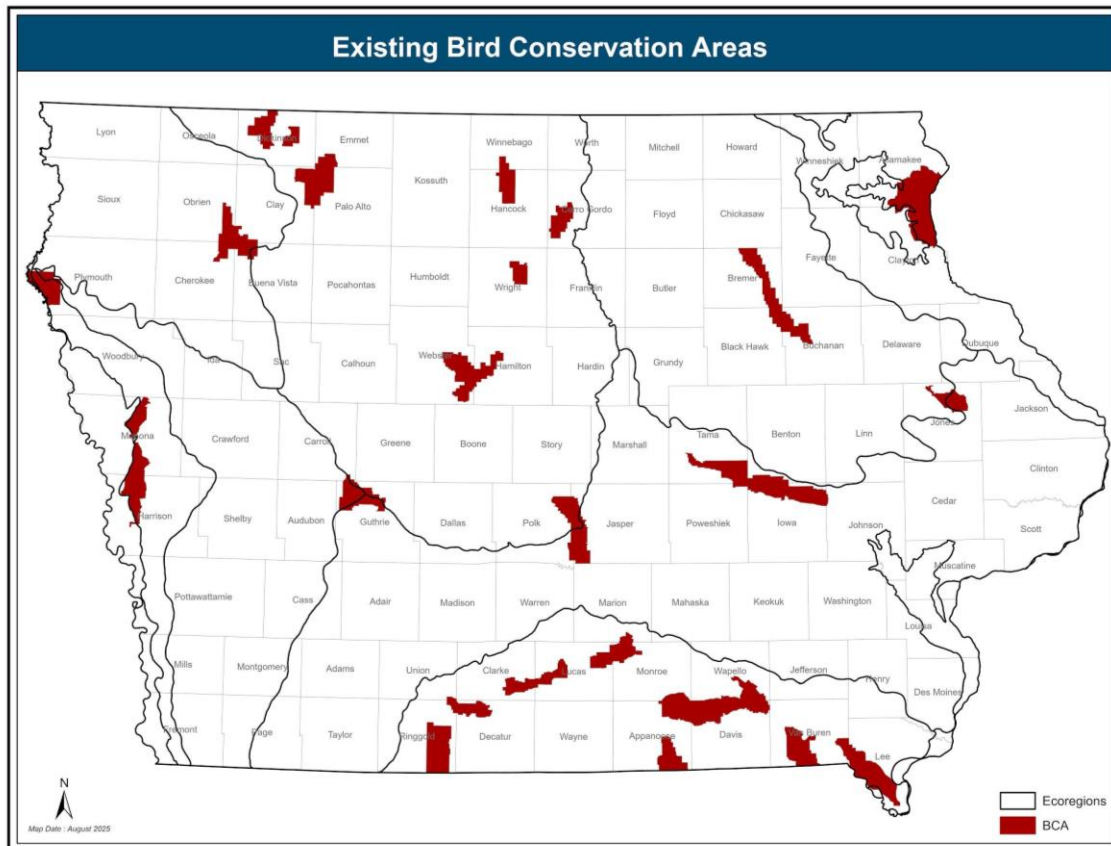 Existing Bird Conservation Areas
Lyon
Osceola
Emmet
Winnebago
Worth
Mitchell
Howard
Winneshiek
Allamakee
Kossuth
Sioux
Obrien
Clay
Palo Alto
Hancock
Cerro Gordo
Floyd
Chickasaw
Fayette
Clayton
Plymouth
Cherokee
Buena Vista
Pocahontas
Humboldt
Wright
Franklin
Butler
Bremer
Woodbury
Ida
Sac
Calhoun
Webster
Hamilton
Hardin
Grundy
Black Hawk
Buchanan
Delaware
Dubuque
Monona
Crawford
Carroll
Greene
Boone
Story
Marshall
Tama
Benton
Linn
Jones
Jackson
Clinton
Harrison
Shelby
Audubon
Guthrie
Dallas
Polk
Jasper
Poweshiek
Iowa
Johnson
Cedar
Scott
Muscatine
Pottawattamie
Cass
Adair
Madison
Warren
Marion
Mahaska
Keokuk
Washington
Louisa
Mills
Montgomery
Adams
Union
Clarke
Lucas
Monroe
Wapello
Jefferson
Henry
Des Moines
Fremont
Page
Taylor
Ringgold
Decatur
Wayne
Appanoose
Davis
Van Buren
Lee
N
Map Date : August 2025
Ecoregions
BCA